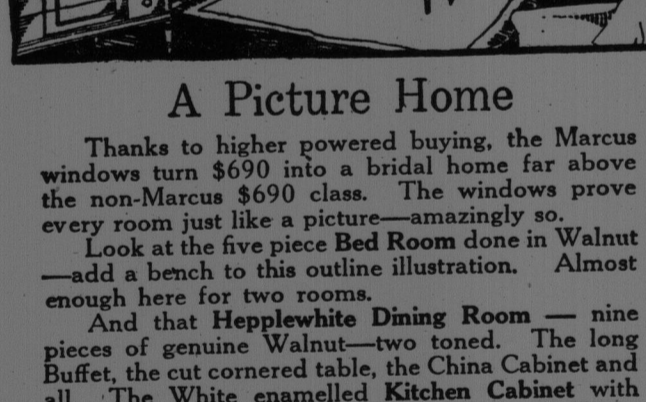 A Picture Home
Thanks to higher powered buying, the Marcus
windows turn $690 into a bridal home far above
the non-Marcus $690 class. The windows prove
every room just like a picture—amazingly so.
Look at the five piece Bed Room done in Walnut
—add a bench to this outline illustration. Almost
enough here for two rooms.
And that Hepplewhite Dining Room — nine
pieces of genuine Walnut—two toned. The long
Buffet, the cut cornered table, the China Cabinet and
all. The White enamelled Kitchen Cabinet with